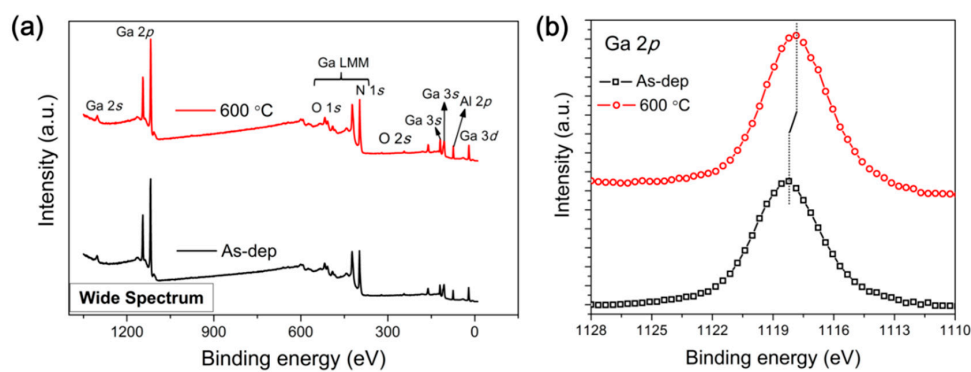 (a)
Ga 2p
Ga LMM
N 1s
O 1s
Ga 2s
600 °C
Ga 3s
Al 2p
Ga 3s
Ga 3d
O 2s
As-dep
Wide Spectrum
Intensity (a.u.)
1200 900 600 300 0
Binding energy (eV)
(b)
Ga 2p
As-dep
600 °C
Intensity (a.u.)
1128 1125 1122 1119 1116 1113 1110
Binding energy (eV)